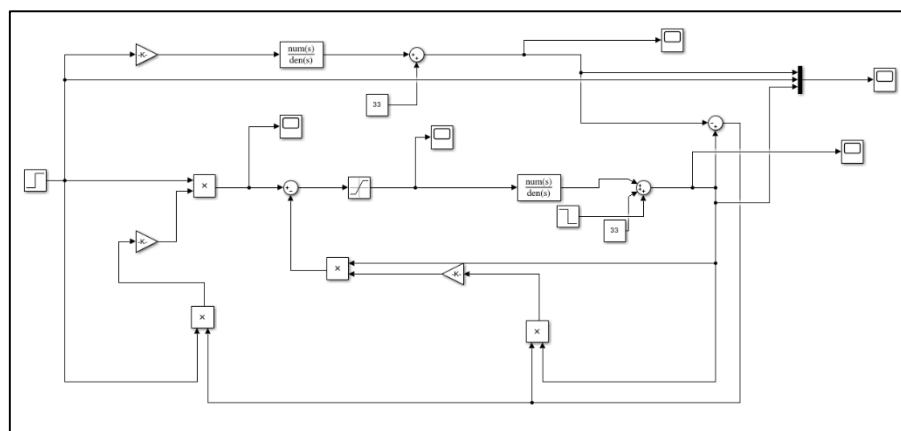 -K-
num(s)
den(s)
+
+
33
-
×
+
-
num(s)
den(s)
+
+
+
33
-K-
×
-K-
×
×